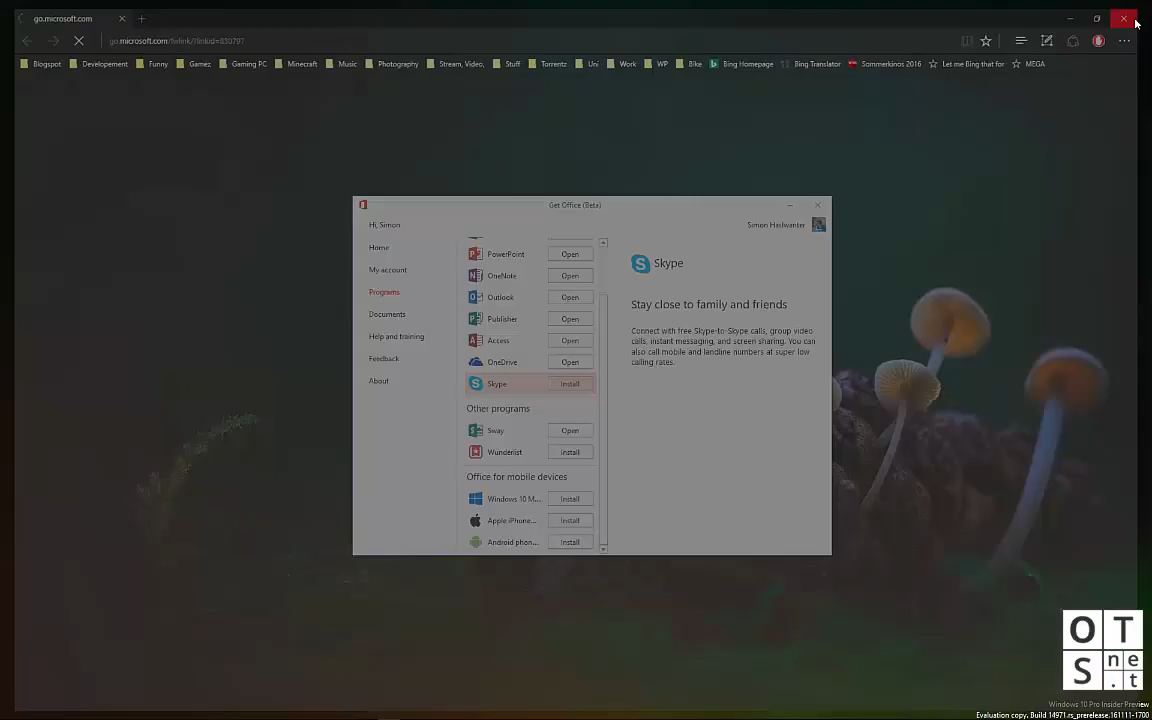 go.microsoft.com
go.microsoft.com/fwlink/?linkid=830797
Blogspot Developement Funny Gamez Gaming PC Minecraft Music Photography Stream, Video, Stuff Torrentz Uni Work WP Bike Bing Homepage Bing Translator Sommerkinos 2016 Let me Bing that for MEGA
Get Office (Beta)
Hi, Simon
Simon Haslwanter
Home
My account
Programs
Documents
Help and training
Feedback
About
PowerPoint Open
OneNote Open
Outlook Open
Publisher Open
Access Open
OneDrive Open
Skype Install
Other programs
Sway Open
Wunderlist Install
Office for mobile devices
Windows 10 M... Install
Apple iPhone... Install
Android phon... Install
Skype
Stay close to family and friends
Connect with free Skype-to-Skype calls, group video
calls, instant messaging, and screen sharing. You can
also call mobile and landline numbers at super low
calling rates.
OT
S net
.t
Windows 10 Pro Insider Preview
Evaluation copy. Build 14971.rs_prerelease.161111-1700